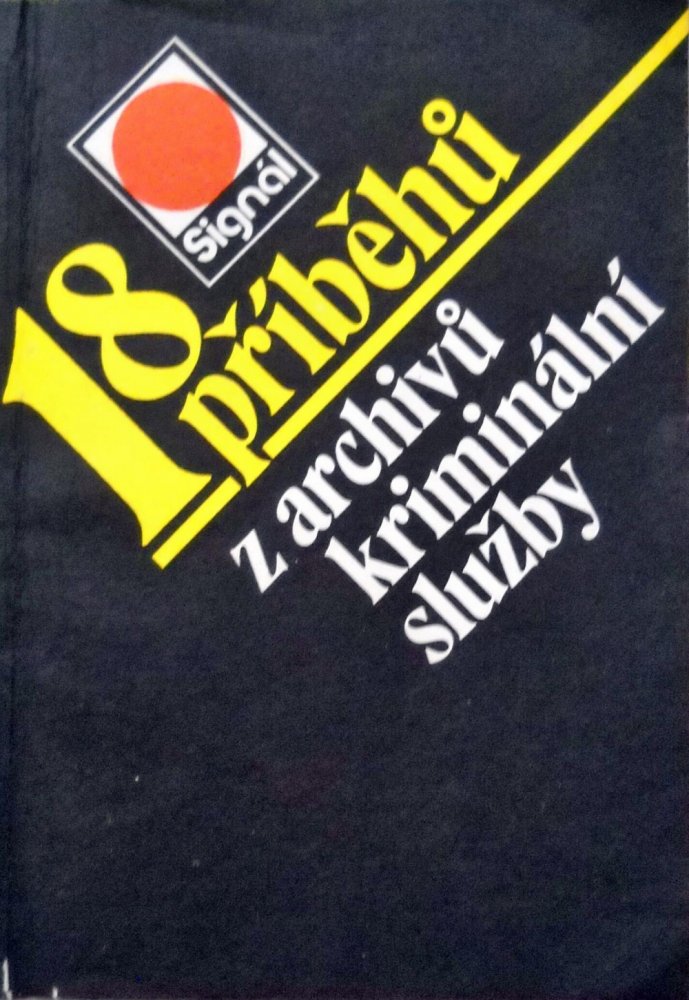 Signál
18
příběhů
z archivů
kriminální
služby